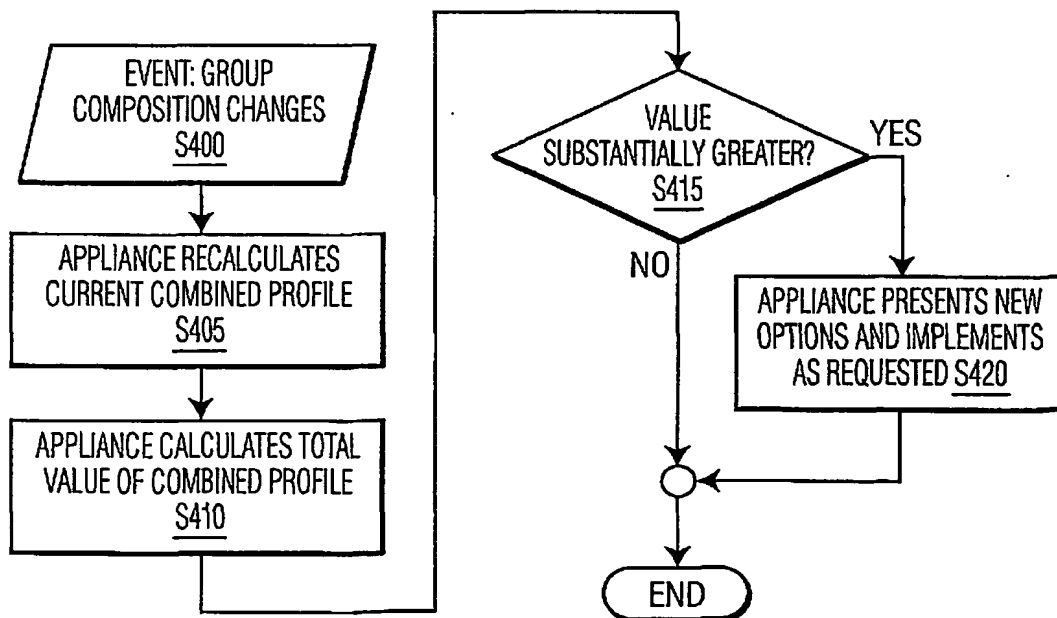 EVENT: GROUP
COMPOSITION CHANGES
S400
APPLIANCE RECALCULATES
CURRENT COMBINED PROFILE
S405
APPLIANCE CALCULATES TOTAL
VALUE OF COMBINED PROFILE
S410
VALUE
SUBSTANTIALLY GREATER?
S415
YES
NO
APPLIANCE PRESENTS NEW
OPTIONS AND IMPLEMENTS
AS REQUESTED S420
END